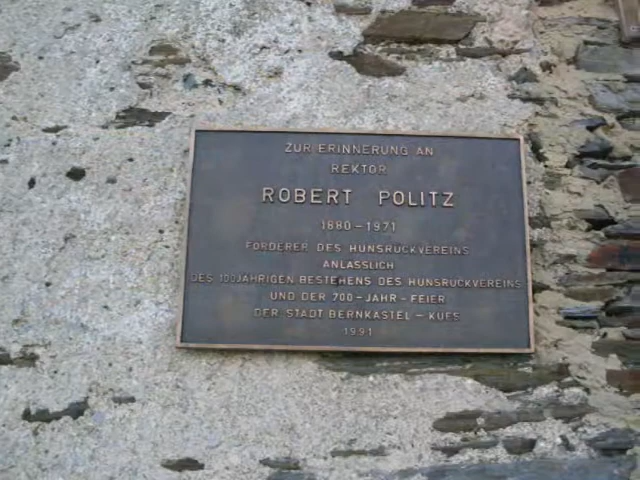 ZUR ERINNERUNG AN
REKTOR
ROBERT POLITZ
1880-1971
FÖRDERER DES HUNSRÜCKVEREINS
ANLÄSSLICH
DES 100JÄHRIGEN BESTEHENS DES HUNSRÜCKVEREINS
UND DER 700-JAHR-FEIER
DER STADT BERNKASTEL-KUES
1991